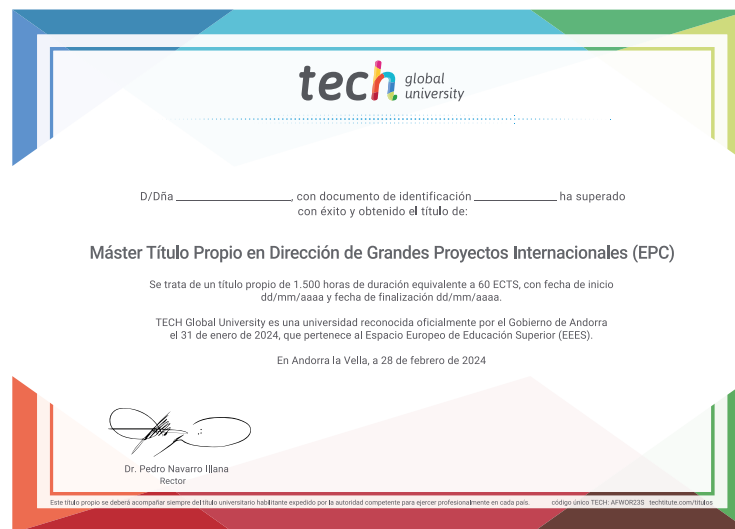 tech global university
D/Dña ____________________, con documento de identificación ______________ ha superado
con éxito y obtenido el título de:
Máster Título Propio en Dirección de Grandes Proyectos Internacionales (EPC)
Se trata de un título propio de 1.500 horas de duración equivalente a 60 ECTS, con fecha de inicio
dd/mm/aaaa y fecha de finalización dd/mm/aaaa.
TECH Global University es una universidad reconocida oficialmente por el Gobierno de Andorra
el 31 de enero de 2024, que pertenece al Espacio Europeo de Educación Superior (EEES).
En Andorra la Vella, a 28 de febrero de 2024
Dr. Pedro Navarro Illana
Rector
Este título propio se deberá acompañar siempre del título universitario habilitante expedido por la autoridad competente para ejercer profesionalmente en cada país. código único TECH: AFWOR23S techtitute.com/títulos